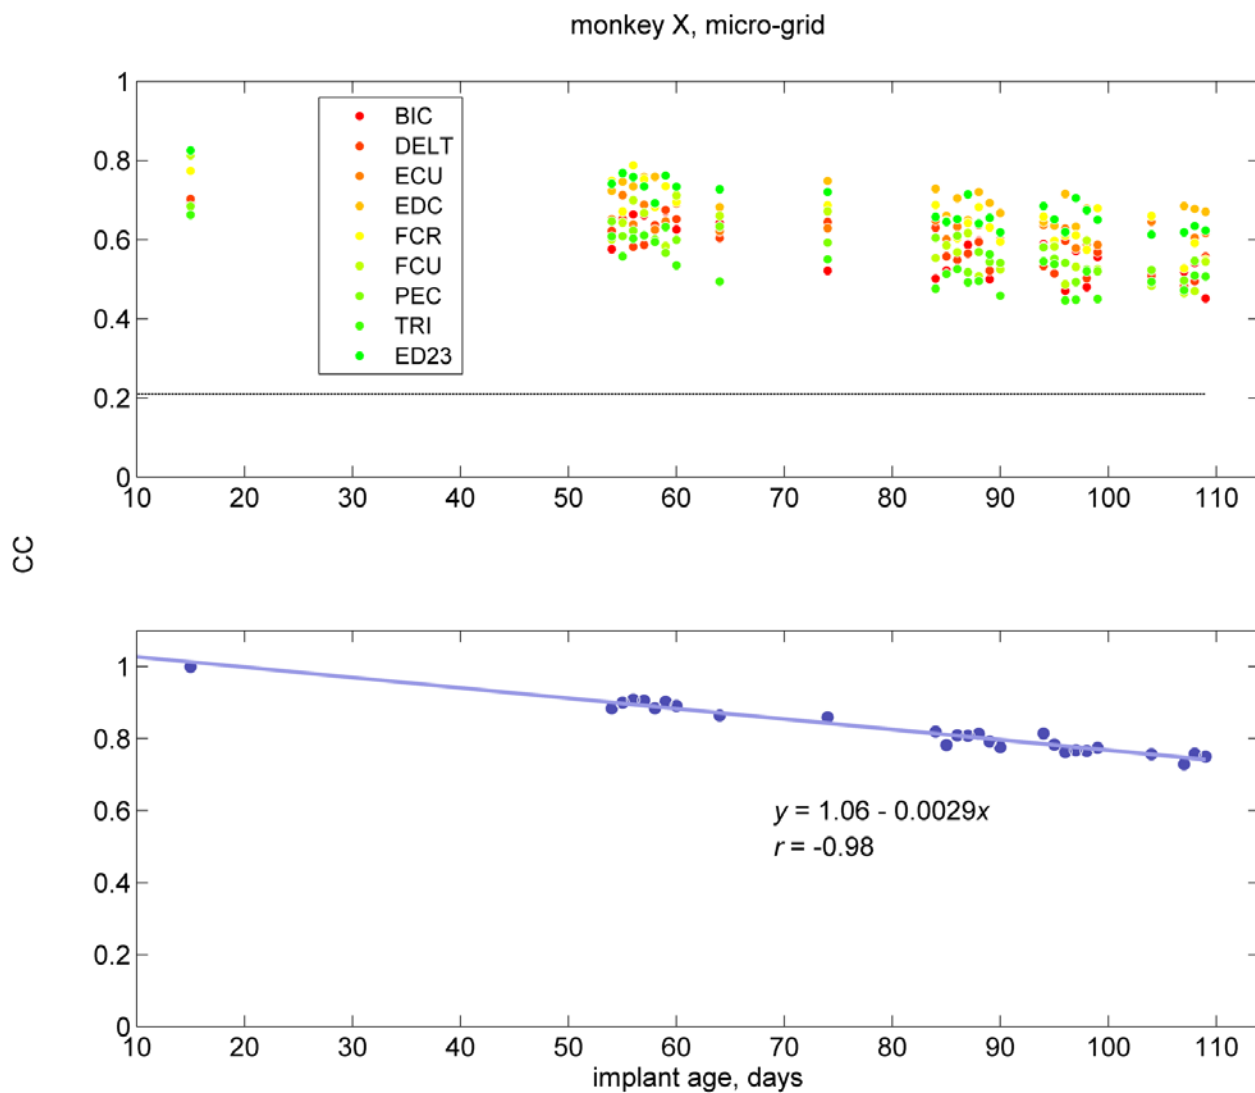 monkey X, micro-grid
1
0.8
0.6
0.4
0.2
0
BIC
DELT
ECU
EDC
FCR
FCU
PEC
TRI
ED23
10 20 30 40 50 60 70 80 90 100 110
CC
1
0.8
0.6
0.4
0.2
0
y = 1.06 - 0.0029x
r = -0.98
10 20 30 40 50 60 70 80 90 100 110
implant age, days